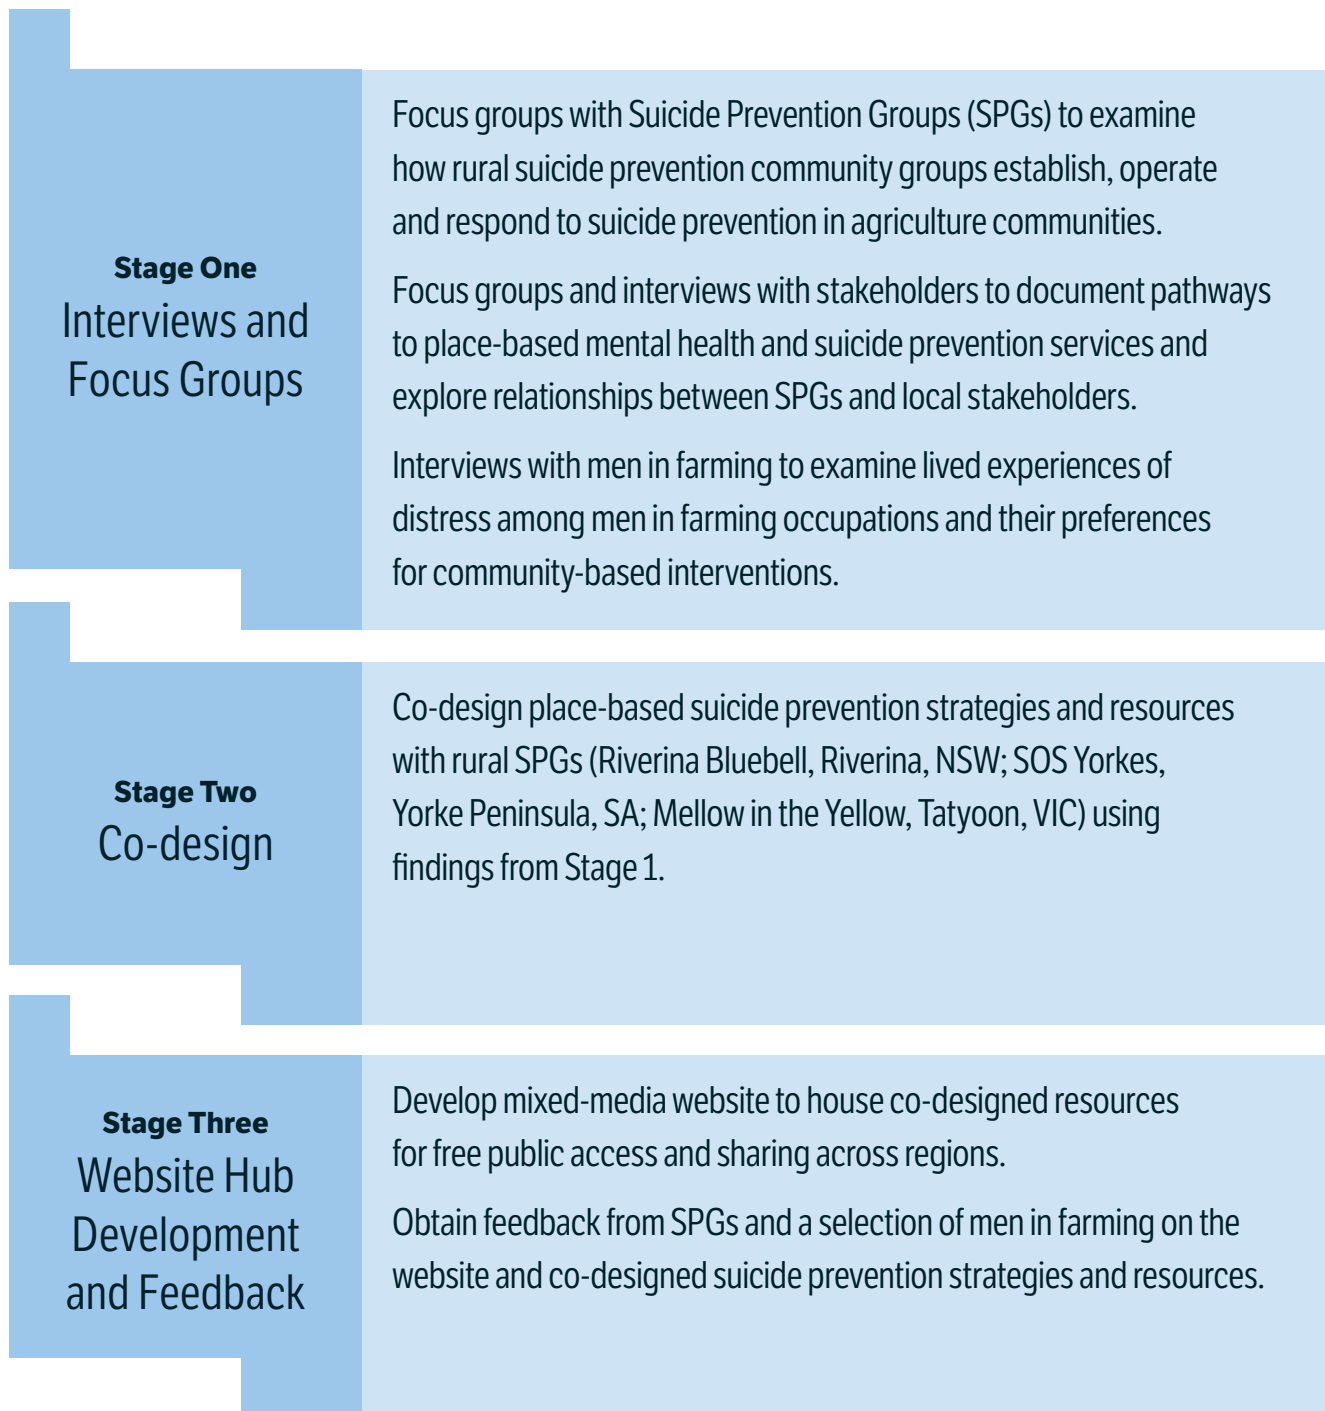 Stage One
Interviews and
Focus Groups
Focus groups with Suicide Prevention Groups (SPGs) to examine
how rural suicide prevention community groups establish, operate
and respond to suicide prevention in agriculture communities.
Focus groups and interviews with stakeholders to document pathways
to place-based mental health and suicide prevention services and
explore relationships between SPGs and local stakeholders.
Interviews with men in farming to examine lived experiences of
distress among men in farming occupations and their preferences
for community-based interventions.
Stage Two
Co-design
Co-design place-based suicide prevention strategies and resources
with rural SPGs (Riverina Bluebell, Riverina, NSW; SOS Yorkes,
Yorke Peninsula, SA; Mellow in the Yellow, Tatyoon, VIC) using
findings from Stage 1.
Stage Three
Website Hub
Development
and Feedback
Develop mixed-media website to house co-designed resources
for free public access and sharing across regions.
Obtain feedback from SPGs and a selection of men in farming on the
website and co-designed suicide prevention strategies and resources.